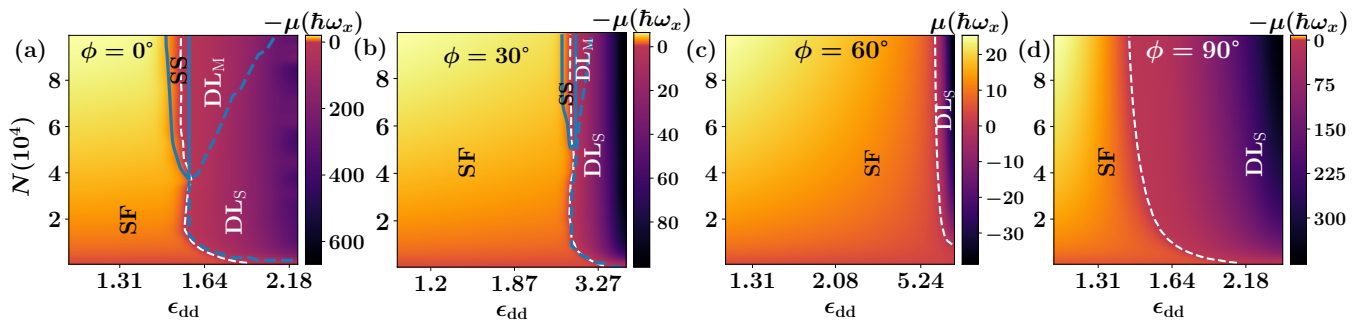 (a)
ϕ = 0°
−μ(ħω_x)
SS
DL_M
SF
DL_S
N(10⁴)
8
6
4
2
1.31
1.64
2.18
ϵ_dd
0
200
400
600
(b)
ϕ = 30°
−μ(ħω_x)
SS
DL_M
SF
DL_S
8
6
4
2
1.2
1.87
3.27
ϵ_dd
0
20
40
60
80
(c)
ϕ = 60°
μ(ħω_x)
SF
DL_S
8
6
4
2
1.31
2.08
5.24
ϵ_dd
20
10
0
−10
−20
−30
(d)
ϕ = 90°
−μ(ħω_x)
SF
DL_S
8
6
4
2
1.31
1.64
2.18
ϵ_dd
0
75
150
225
300